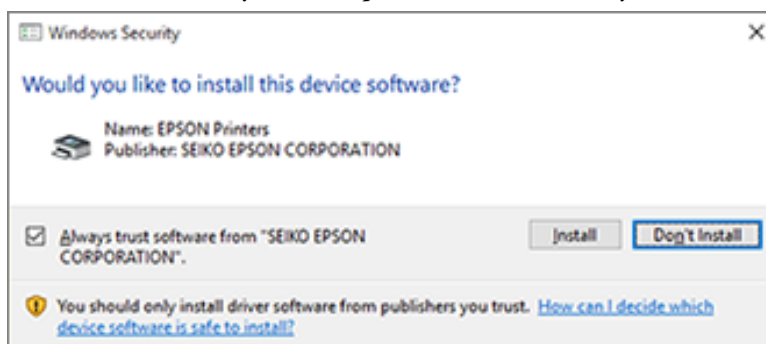 Windows Security
Would you like to install this device software?
Name: EPSON Printers
Publisher: SEIKO EPSON CORPORATION
Always trust software from "SEIKO EPSON
CORPORATION".
Install
Don't Install
You should only install driver software from publishers you trust. How can I decide which
device software is safe to install?